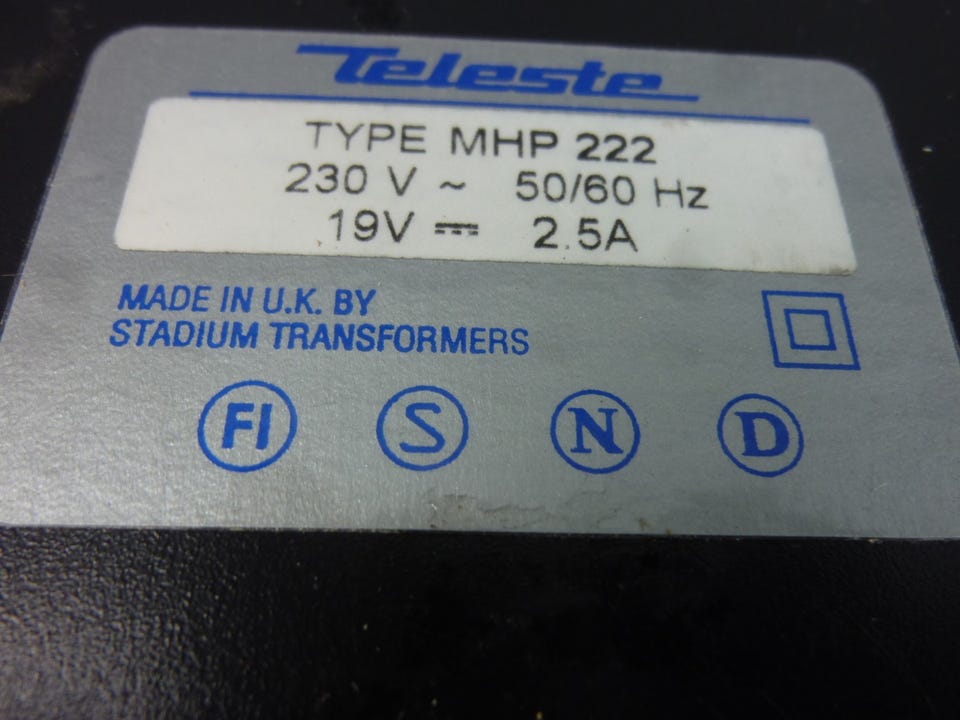 Teleste
TYPE MHP 222
230 V ~ 50/60 Hz
19V ⎓ 2.5A
MADE IN U.K. BY
STADIUM TRANSFORMERS
FI S N D